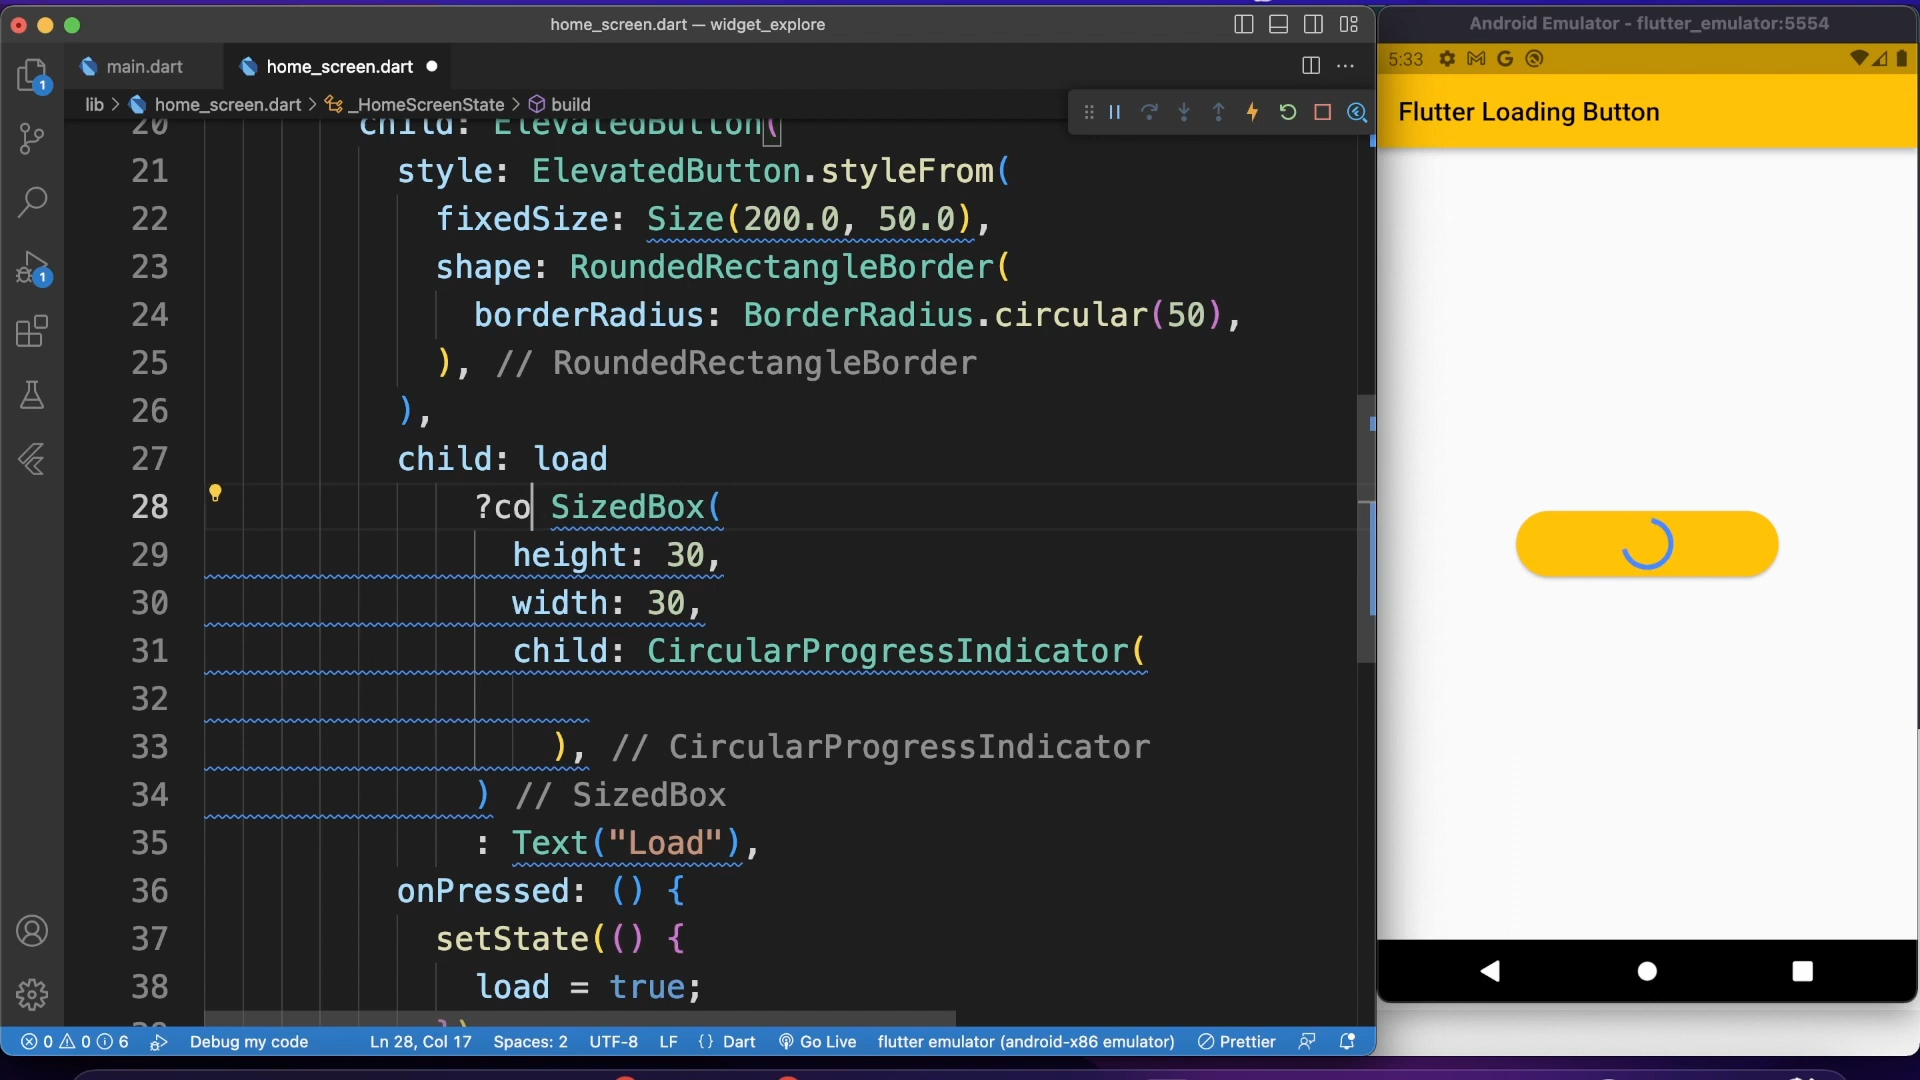 home_screen.dart — widget_explore
main.dart
home_screen.dart
lib > home_screen.dart > _HomeScreenState > build
20 child: ElevatedButton(
21 style: ElevatedButton.styleFrom(
22 fixedSize: Size(200.0, 50.0),
23 shape: RoundedRectangleBorder(
24 borderRadius: BorderRadius.circular(50),
25 ), // RoundedRectangleBorder
26 ),
27 child: load
28 ?co SizedBox(
29 height: 30,
30 width: 30,
31 child: CircularProgressIndicator(
32
33 ), // CircularProgressIndicator
34 ) // SizedBox
35 : Text("Load"),
36 onPressed: () {
37 setState(() {
38 load = true;
1
1
0 0 6 Debug my code Ln 28, Col 17 Spaces: 2 UTF-8 LF {} Dart Go Live flutter emulator (android-x86 emulator) Prettier
Android Emulator - flutter_emulator:5554
5:33
Flutter Loading Button